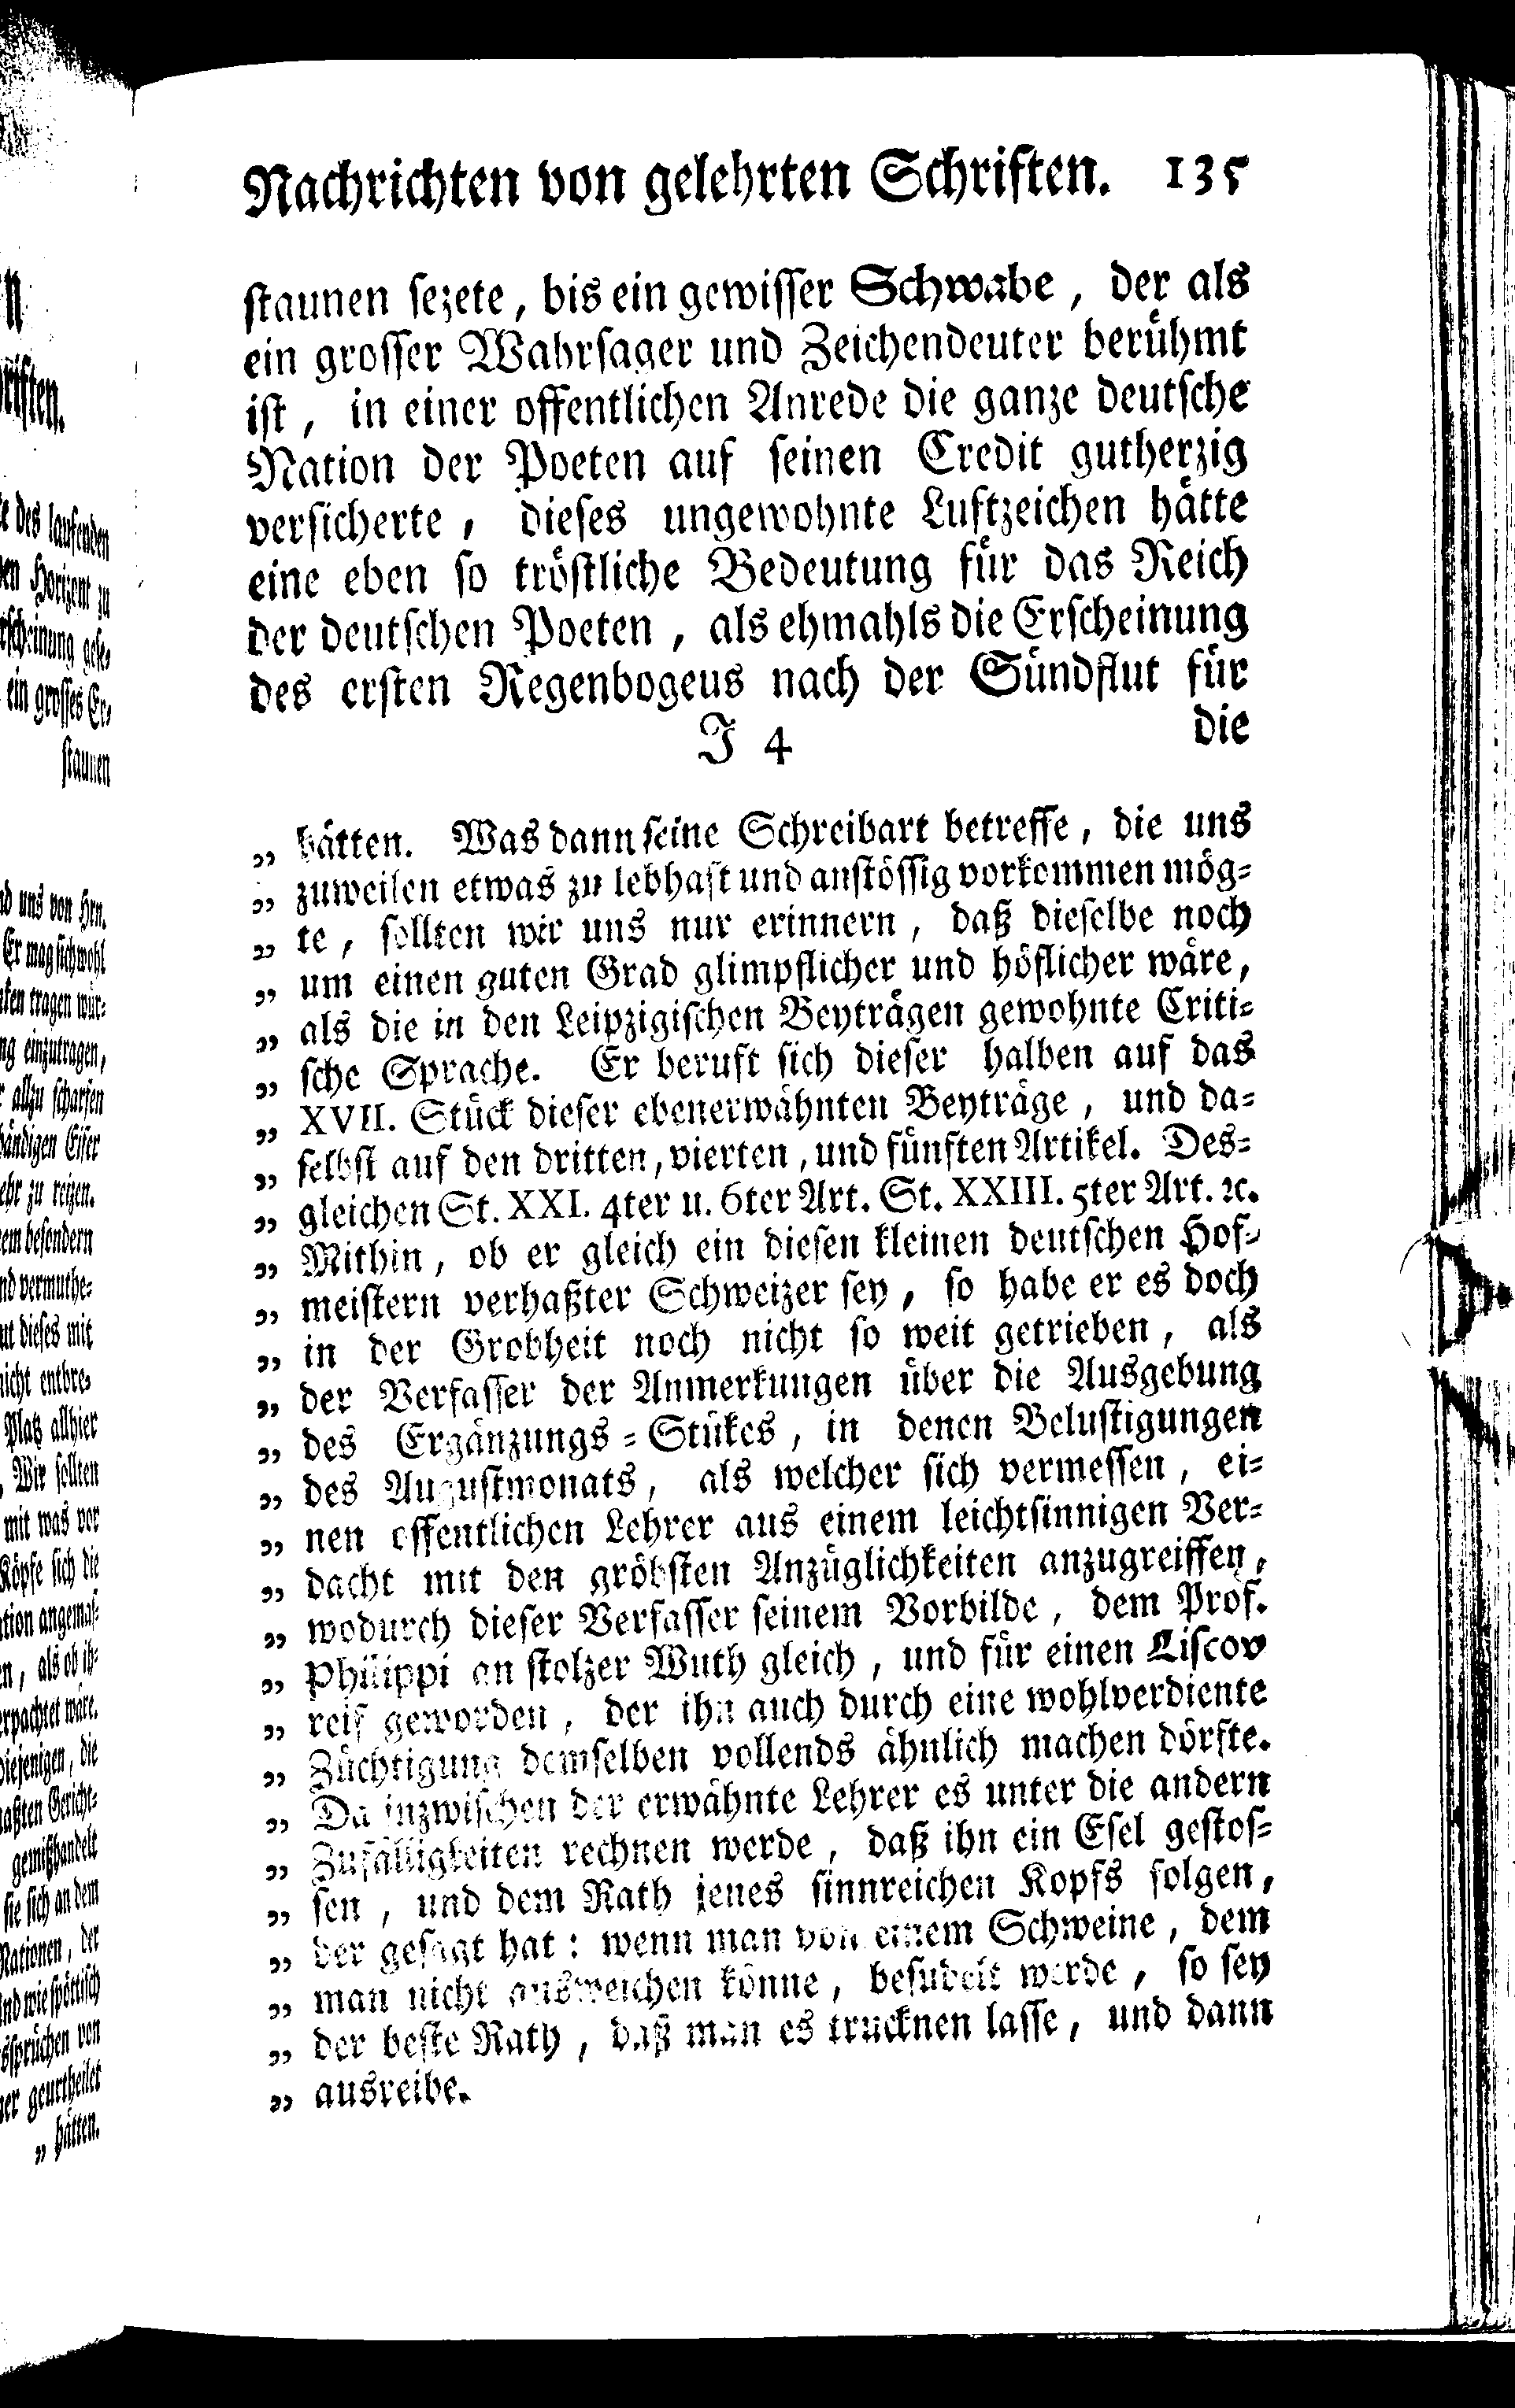 Nachrichten von gelehrten Schriften. 135
staunen sezete, bis ein gewisser Schwabe, der als
ein grosser Wahrsager und Zeichendeuter berühmt
ist, in einer offentlichen Anrede die ganze deutsche
Nation der Poeten auf seinen Credit gutherzig
versicherte, dieses ungewohnte Luftzeichen hätte
eine eben so tröstliche Bedeutung für das Reich
der deutschen Poeten, als ehmahls die Erscheinung
des ersten Regenbogeus nach der Sündflut für
J 4 die
„ hätten. Was dann seine Schreibart betreffe, die uns
„ zuweilen etwas zu lebhaft und anstössig vorkommen mög-
„ te, sollten wir uns nur erinnern, daß dieselbe noch
„ um einen guten Grad glimpflicher und höflicher wäre,
„ als die in den Leipzigischen Beyträgen gewohnte Criti-
„ sche Sprache. Er beruft sich dieser halben auf das
„ XVII. Stück dieser ebenerwähnten Beyträge, und da-
„ selbst auf den dritten, vierten, und fünften Artikel. Des-
„ gleichen St. XXI. 4ter u. 6ter Art. St. XXIII. 5ter Art. ꝛc.
„ Mithin, ob er gleich ein diesen kleinen deutschen Hof-
„ meistern verhaßter Schweizer sey, so habe er es doch
„ in der Grobheit noch nicht so weit getrieben, als
„ der Verfasser der Anmerkungen über die Ausgebung
„ des Ergänzungs-Stükes, in denen Belustigungen
„ des Augustmonats, als welcher sich vermessen, ei-
„ nen offentlichen Lehrer aus einem leichtsinnigen Ver-
„ dacht mit den gröbsten Anzüglichkeiten anzugreiffen,
„ wodurch dieser Verfasser seinem Vorbilde, dem Prof.
„ Philippi an stolzer Wuth gleich, und für einen Liscov
„ reif geworden, der ihn auch durch eine wohlverdiente
„ Züchtigung demselben vollends ähnlich machen dörfte.
„ Da inzwischen der erwähnte Lehrer es unter die andern
„ Zufälligkeiten rechnen werde, daß ihn ein Esel gestos-
„ sen, und dem Rath jenes sinnreichen Kopfs folgen,
„ der gesagt hat: wenn man von einem Schweine, dem
„ man nicht ausweichen könne, besudelt werde, so sey
„ der beste Rath, daß man es trucknen lasse, und dann
„ ausreibe.